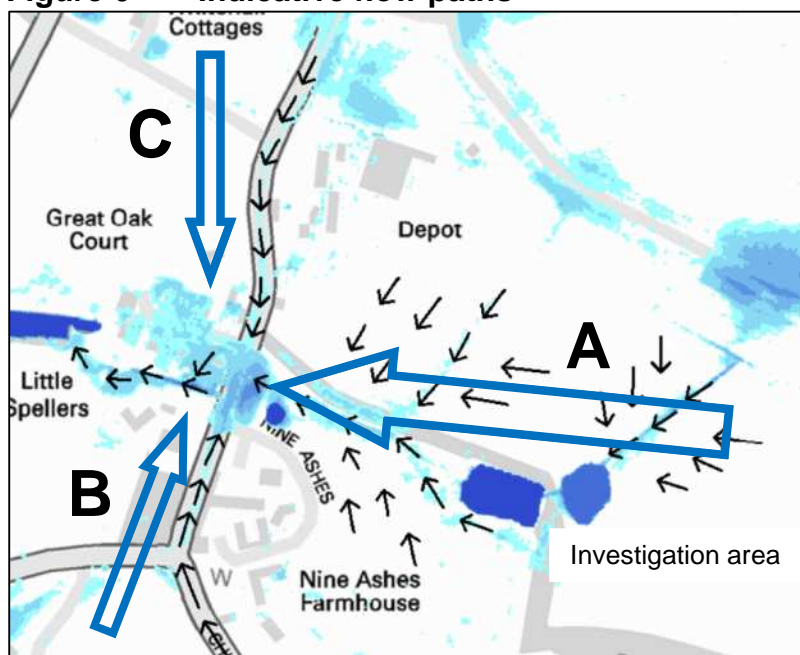 Cottages
C
Great Oak
Court
Depot
A
Little
Spellers
NINE ASHES
B
Investigation area
W
Nine Ashes
Farmhouse